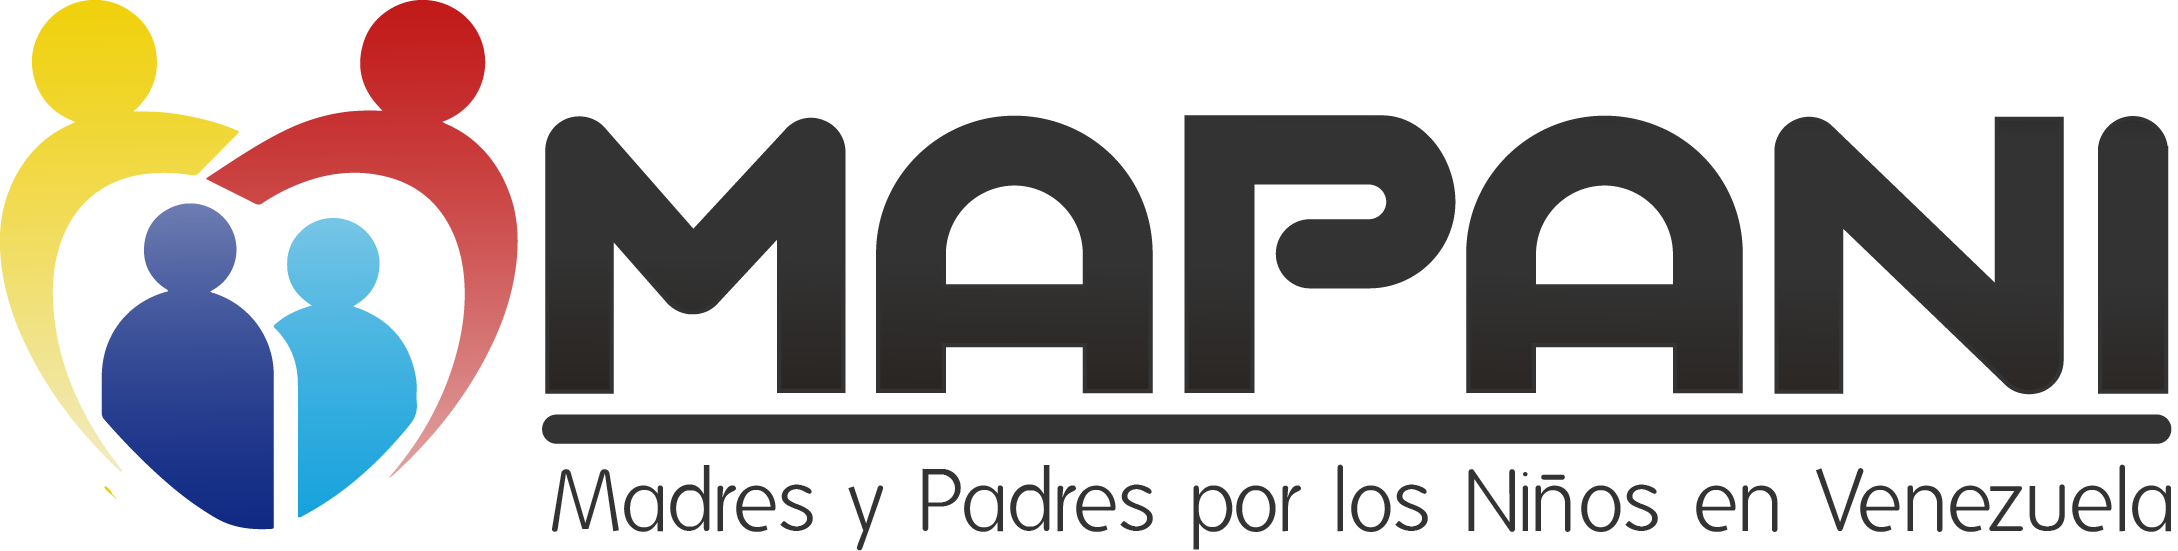 MAPANI
Madres y Padres por los Niños en Venezuela